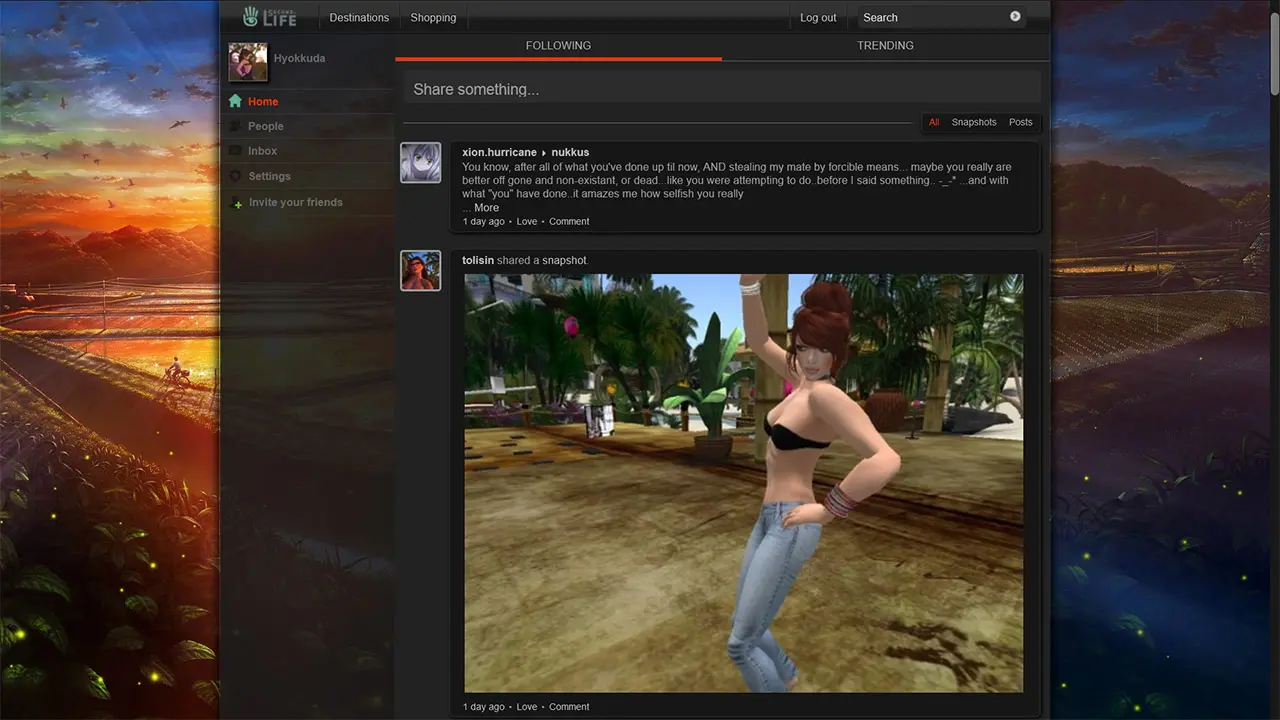 SECOND LIFE
Destinations
Shopping
Log out
Search
Hyokkuda
Home
People
Inbox
Settings
Invite your friends
FOLLOWING
TRENDING
Share something...
All Snapshots Posts
xion.hurricane nukkus
You know, after all of what you've done up til now, AND stealing my mate by forcible means... maybe you really are
better off gone and non-existant, or dead...like you were attempting to do..before I said something.. -_-* ...and with
what "you" have done..it amazes me how selfish you really
... More
1 day ago • Love • Comment
tolisin shared a snapshot.
1 day ago • Love • Comment